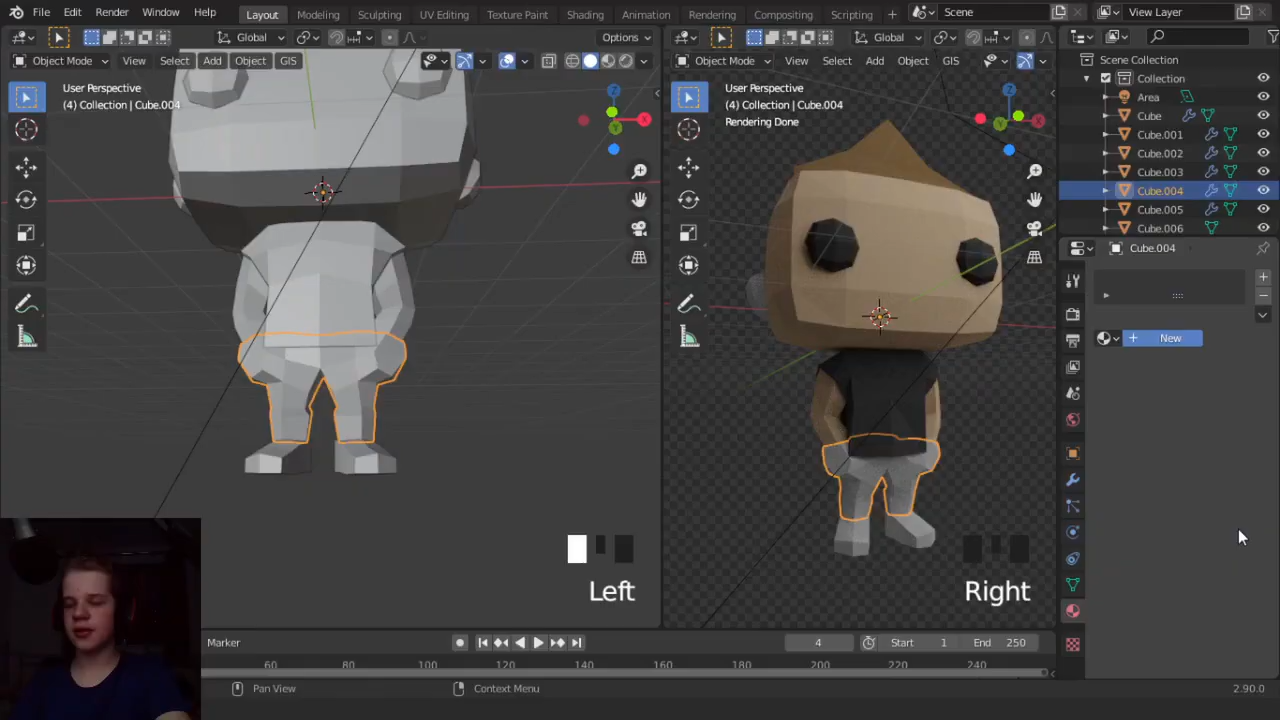 File Edit Render Window Help Layout Modeling Sculpting UV Editing Texture Paint Shading Animation Rendering Compositing Scripting + Scene View Layer
Global Options Global
Object Mode View Select Add Object GIS Object Mode View Select Add Object GIS
Scene Collection
Collection
Area
Cube
Cube.001
Cube.002
Cube.003
Cube.004
Cube.005
Cube.006
User Perspective
(4) Collection | Cube.004
Z
X
Y
User Perspective
(4) Collection | Cube.004
Rendering Done
Z
Y
X
Cube.004
+ New
Left
Right
Marker 4 Start 1 End 250
60 80 100 120 140 160 180 200 220 240
Pan View Context Menu 2.90.0